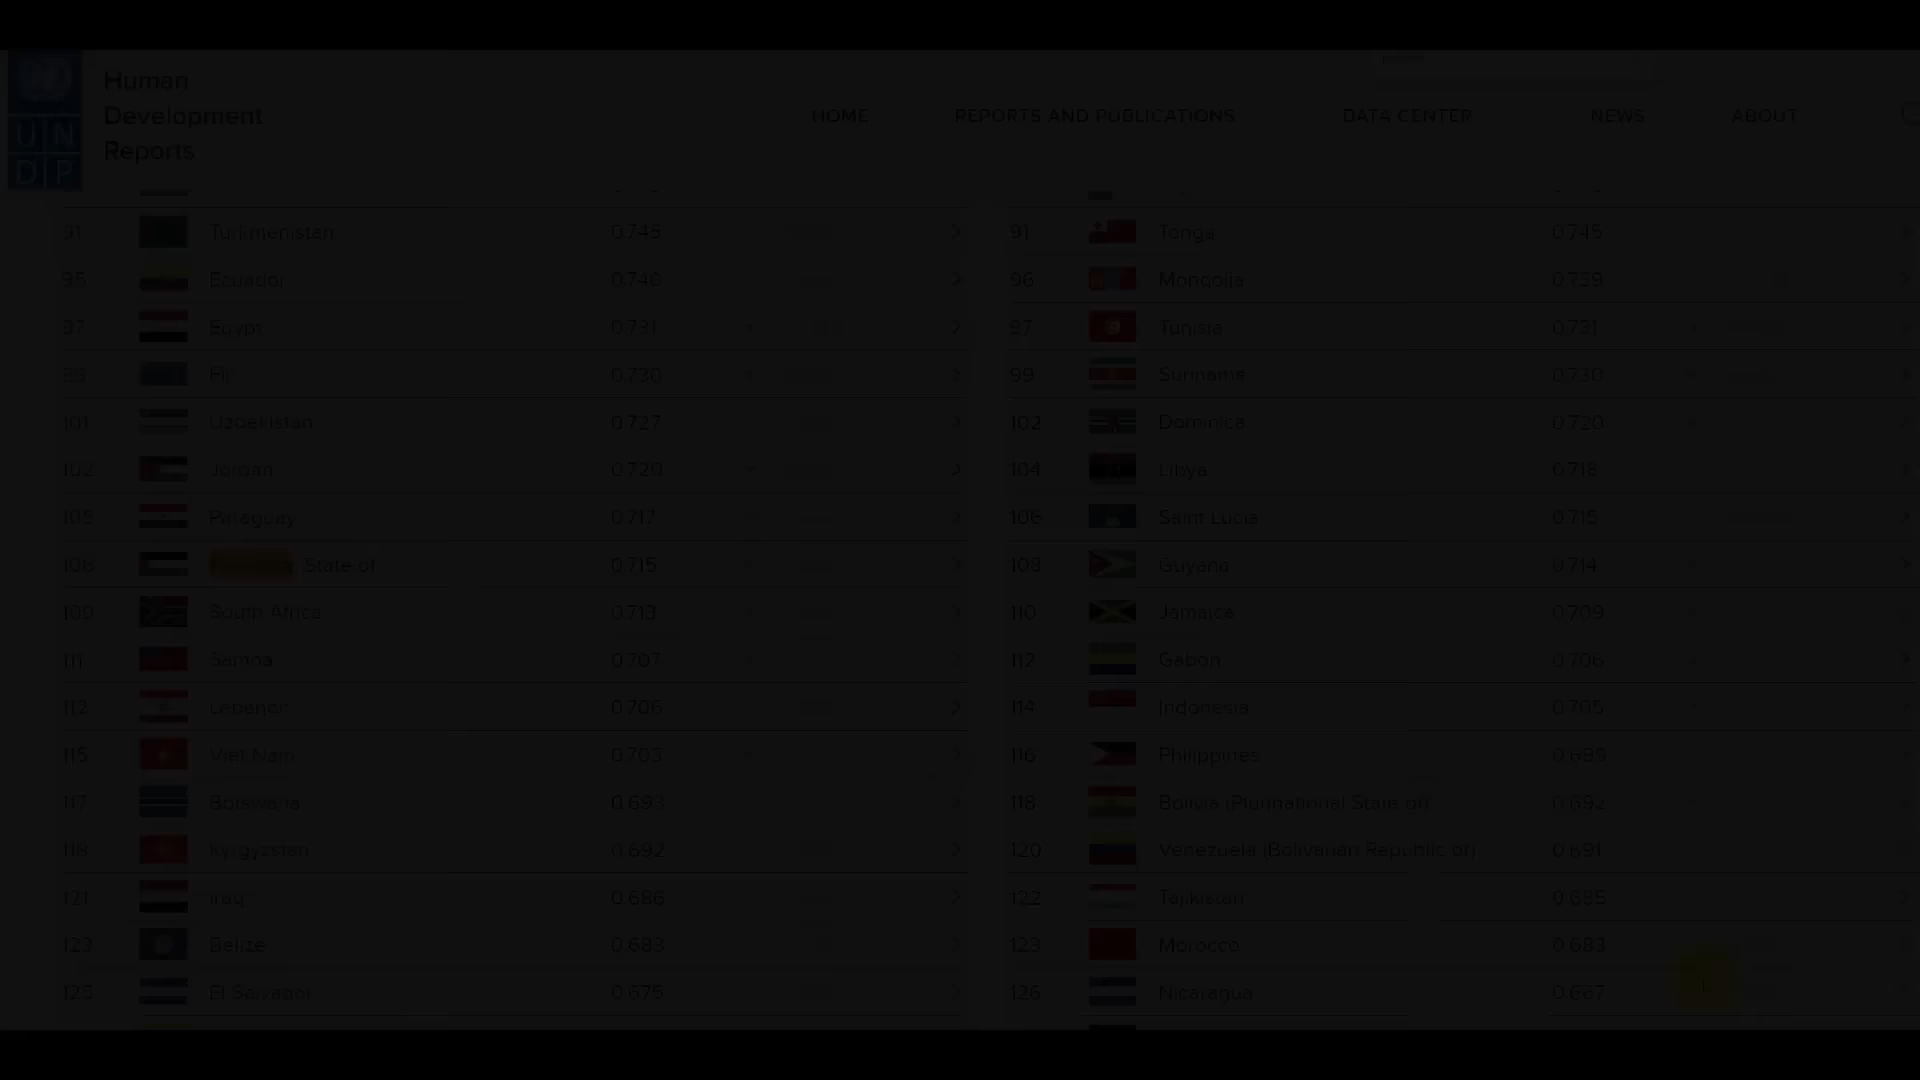 UN
DP
Human
Development
Reports
HOME REPORTS AND PUBLICATIONS DATA CENTER NEWS ABOUT
91 Turkmenistan 0.745 91 Tonga 0.745
95 Ecuador 0.740 96 Mongolia 0.739
97 Egypt 0.731 97 Tunisia 0.731
99 Fiji 0.730 99 Suriname 0.730
101 Uzbekistan 0.727 102 Dominica 0.720
102 Jordan 0.720 104 Libya 0.718
105 Paraguay 0.717 106 Saint Lucia 0.715
106 State of 0.715 108 Guyana 0.714
109 South Africa 0.713 110 Jamaica 0.709
111 Samoa 0.707 112 Gabon 0.706
112 Lebanon 0.706 114 Indonesia 0.705
115 Viet Nam 0.703 116 Philippines 0.699
117 Botswana 0.693 118 Bolivia (Plurinational State of) 0.692
118 Kyrgyzstan 0.692 120 Venezuela (Bolivarian Republic of) 0.691
121 Iraq 0.686 122 Tajikistan 0.685
123 Belize 0.683 123 Morocco 0.683
125 El Salvador 0.675 126 Nicaragua 0.667